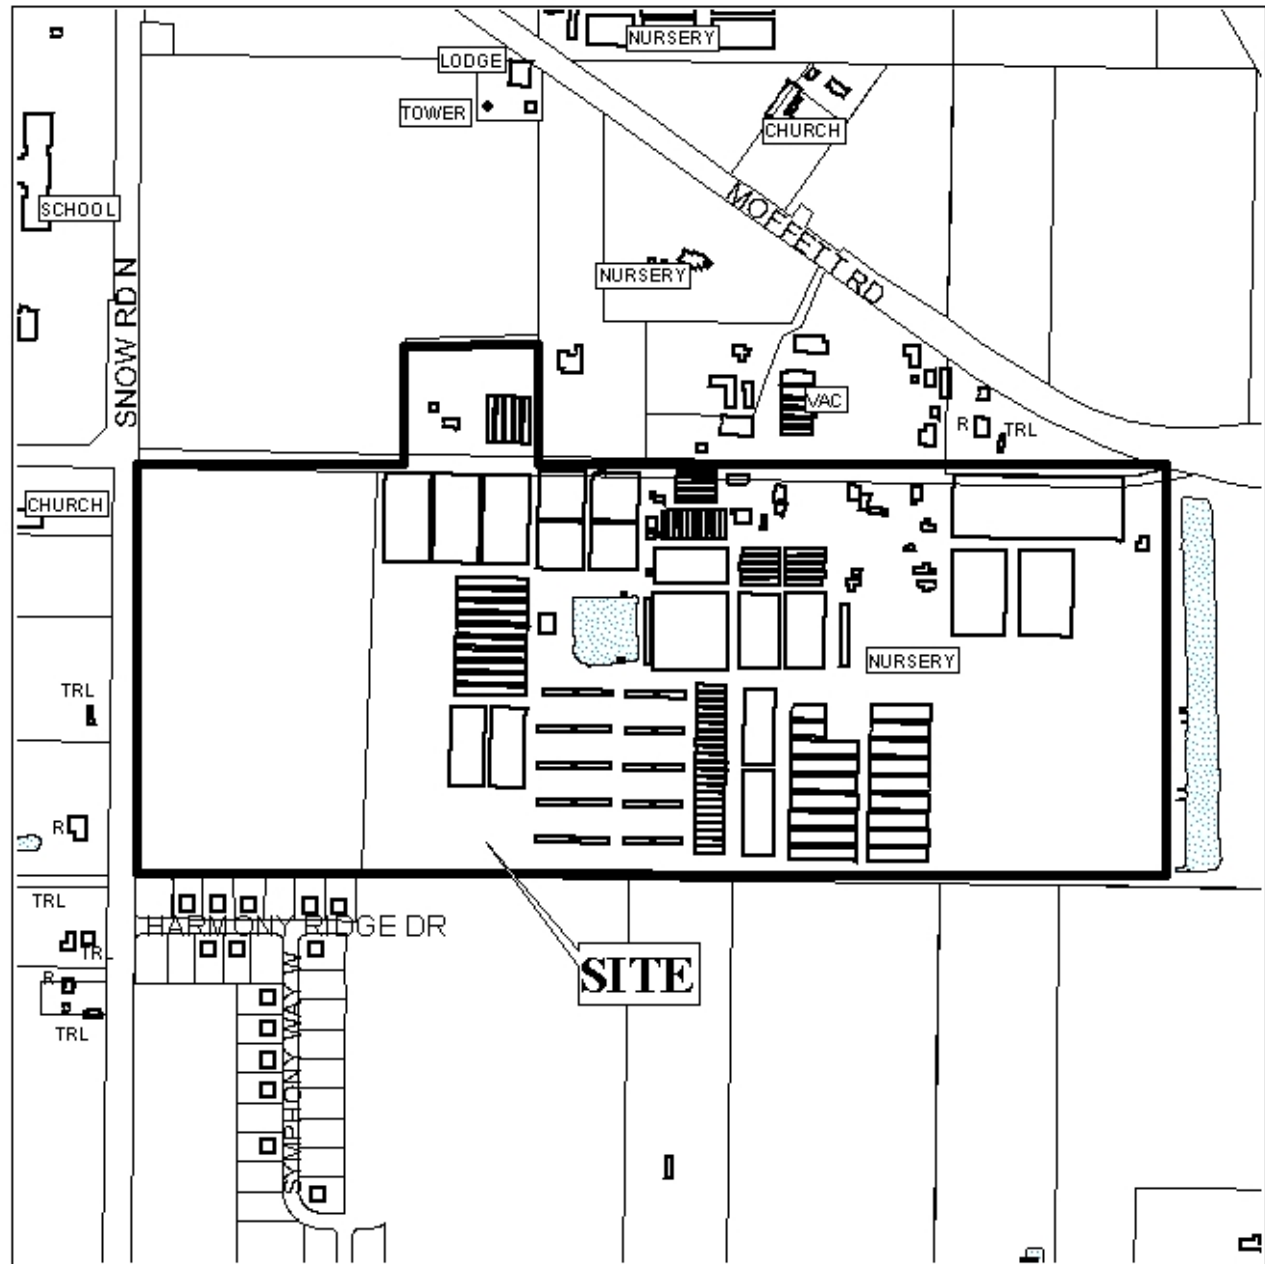 NURSERY
LODGE
TOWER
CHURCH
SCHOOL
MOFFETT RD
NURSERY
SNOW RD N
VAC
R
TRL
CHURCH
NURSERY
TRL
R
TRL
HARMONY RIDGE DR
TR
SITE
R
TRL
SYMPHONY WAY W